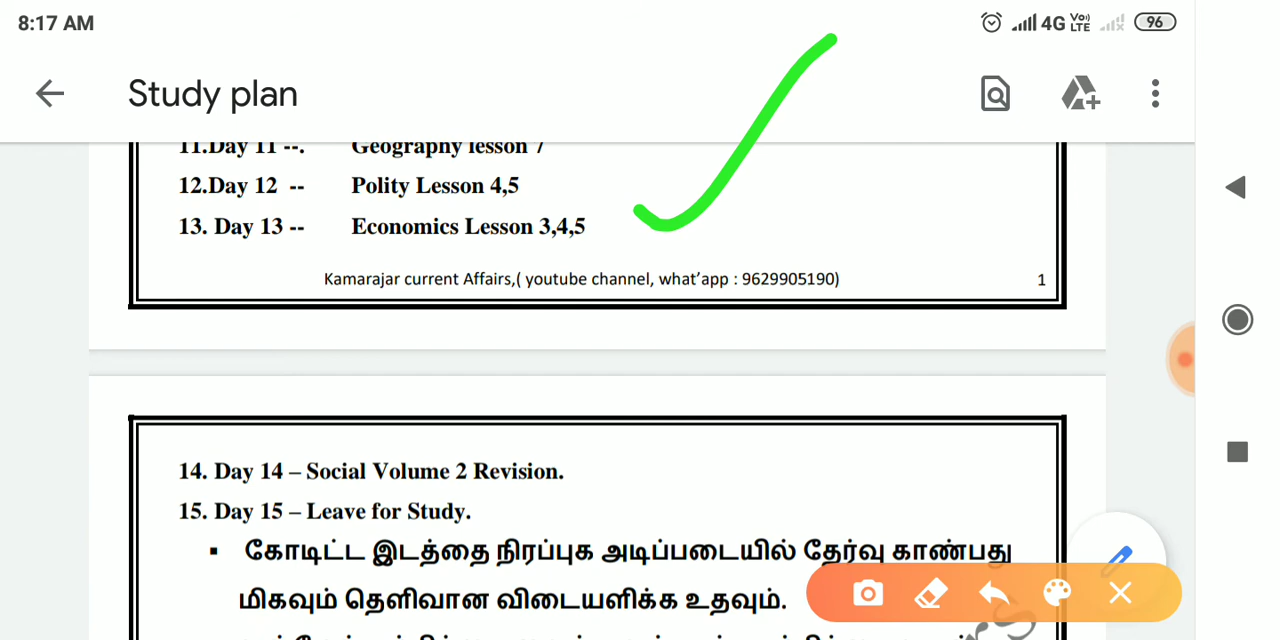 8:17 AM
4G Vo) LTE 96
Study plan
11.Day 11 --. Geography lesson 7
12.Day 12 -- Polity Lesson 4,5
13. Day 13 -- Economics Lesson 3,4,5
Kamarajar current Affairs,( youtube channel, what’app : 9629905190) 1
14. Day 14 – Social Volume 2 Revision.
15. Day 15 – Leave for Study.
▪ கோடிட்ட இடத்தை நிரப்புக அடிப்படையில் தேர்வு காண்பது
மிகவும் தெளிவான விடையளிக்க உதவும்.